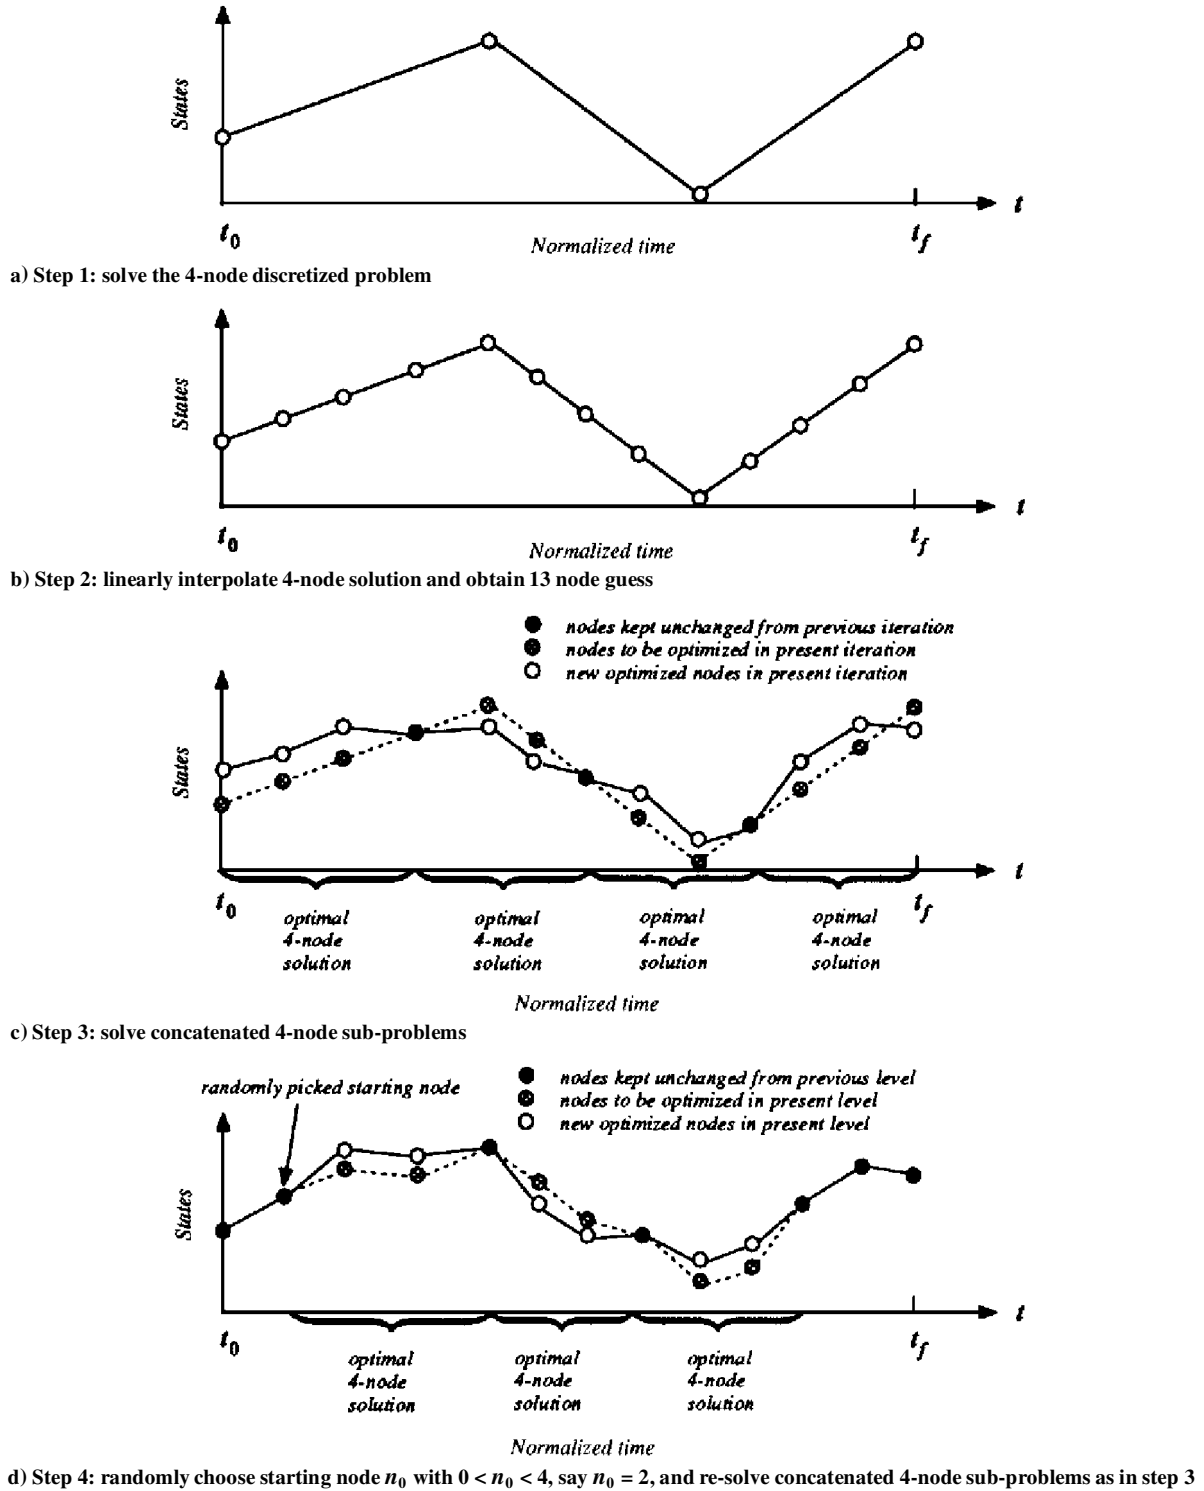 States
t
t0
tf
Normalized time
a) Step 1: solve the 4-node discretized problem
States
t
t0
tf
Normalized time
b) Step 2: linearly interpolate 4-node solution and obtain 13 node guess
nodes kept unchanged from previous iteration
nodes to be optimized in present iteration
new optimized nodes in present iteration
States
t
t0
tf
optimal optimal optimal optimal
4-node 4-node 4-node 4-node
solution solution solution solution
Normalized time
c) Step 3: solve concatenated 4-node sub-problems
randomly picked starting node
nodes kept unchanged from previous level
nodes to be optimized in present level
new optimized nodes in present level
States
t
t0
tf
optimal optimal optimal
4-node 4-node 4-node
solution solution solution
Normalized time
d) Step 4: randomly choose starting node n0 with 0 < n0 < 4, say n0 = 2, and re-solve concatenated 4-node sub-problems as in step 3